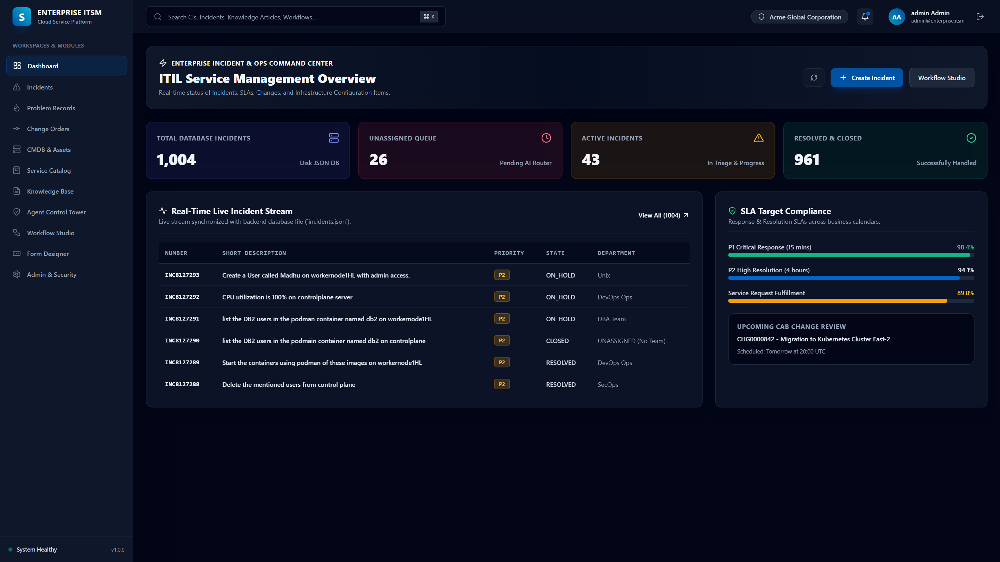 S
ENTERPRISE ITSM
Cloud Service Platform
Search CIs, Incidents, Knowledge Articles, Workflows...
⌘ K
Acme Global Corporation
AA
admin Admin
admin@enterprise.itsm
WORKSPACES & MODULES
Dashboard
Incidents
Problem Records
Change Orders
CMDB & Assets
Service Catalog
Knowledge Base
Agent Control Tower
Workflow Studio
Form Designer
Admin & Security
System Healthy
v1.0.0
ENTERPRISE INCIDENT & OPS COMMAND CENTER
ITIL Service Management Overview
Real-time status of Incidents, SLAs, Changes, and Infrastructure Configuration Items.
Create Incident
Workflow Studio
TOTAL DATABASE INCIDENTS
1,004
Disk JSON DB
UNASSIGNED QUEUE
26
Pending AI Router
ACTIVE INCIDENTS
43
In Triage & Progress
RESOLVED & CLOSED
961
Successfully Handled
Real-Time Live Incident Stream
Live stream synchronized with backend database file (`incidents.json`).
View All (1004)
NUMBER SHORT DESCRIPTION PRIORITY STATE DEPARTMENT
INC8127293 Create a User called Madhu on workernode1HL with admin access. P2 ON_HOLD Unix
INC8127292 CPU utilization is 100% on controlplane server P2 ON_HOLD DevOps Ops
INC8127291 list the DB2 users in the podman container named db2 on workernode1HL P2 ON_HOLD DBA Team
INC8127290 list the DB2 users in the podmain container named db2 on controlplane P2 CLOSED UNASSIGNED (No Team)
INC8127289 Start the containers using podman of these images on workernode1HL P2 RESOLVED DevOps Ops
INC8127288 Delete the mentioned users from control plane P2 RESOLVED SecOps
SLA Target Compliance
Response & Resolution SLAs across business calendars.
P1 Critical Response (15 mins) 98.4%
P2 High Resolution (4 hours) 94.1%
Service Request Fulfillment 89.0%
UPCOMING CAB CHANGE REVIEW
CHG0000842 - Migration to Kubernetes Cluster East-2
Scheduled: Tomorrow at 20:00 UTC